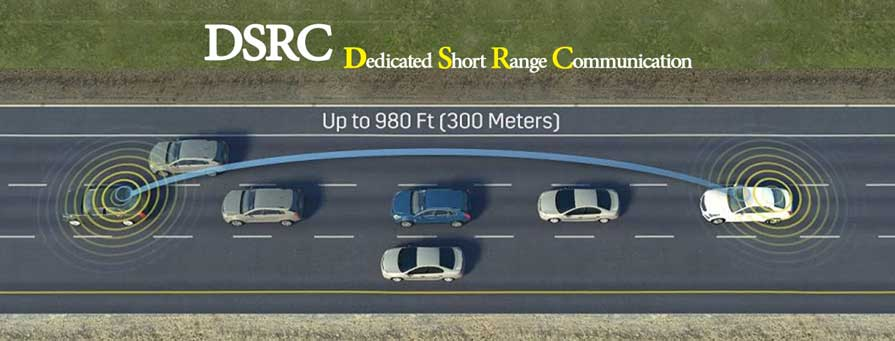 DSRC Dedicated Short Range Communication
Up to 980 Ft (300 Meters)